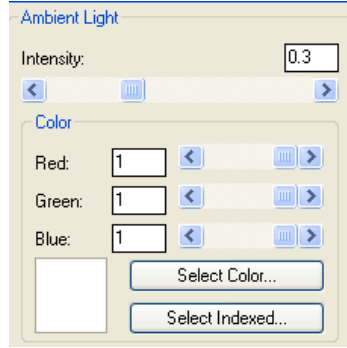 Ambient Light
Intensity: 0.3
Color
Red: 1
Green: 1
Blue: 1
Select Color...
Select Indexed...